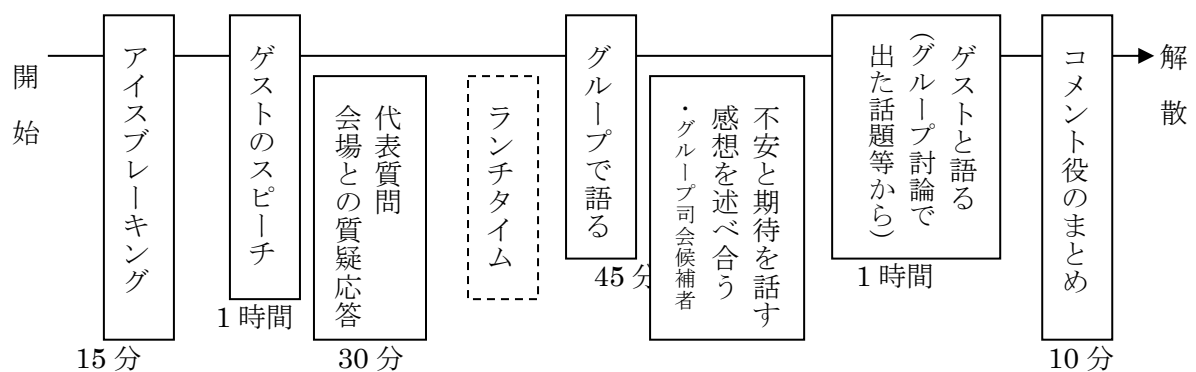 開始
アイスブレーキング
15分
ゲストのスピーチ
1時間
代表質問
会場との質疑応答
30分
ランチタイム
グループで語る
45分
不安と期待を話す
感想を述べ合う
・グループ司会候補者
ゲストと語る
(グループ討論で
出た話題等から)
1時間
コメント役のまとめ
10分
解散